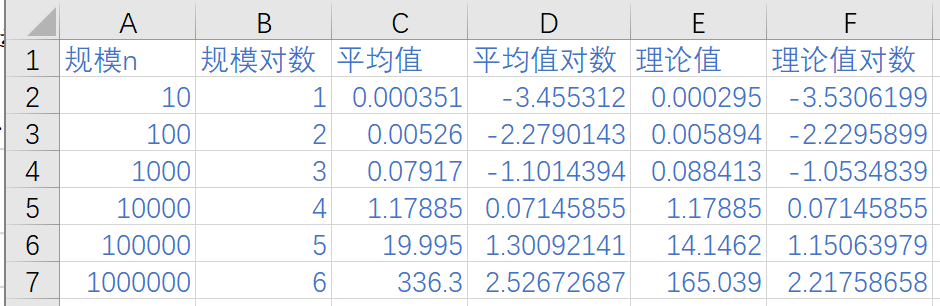 A B C D E F
1 规模n 规模对数 平均值 平均值对数 理论值 理论值对数
2 10 1 0.000351 -3.455312 0.000295 -3.5306199
3 100 2 0.00526 -2.2790143 0.005894 -2.2295899
4 1000 3 0.07917 -1.1014394 0.088413 -1.0534839
5 10000 4 1.17885 0.07145855 1.17885 0.07145855
6 100000 5 19.995 1.30092141 14.1462 1.15063979
7 1000000 6 336.3 2.52672687 165.039 2.21758658